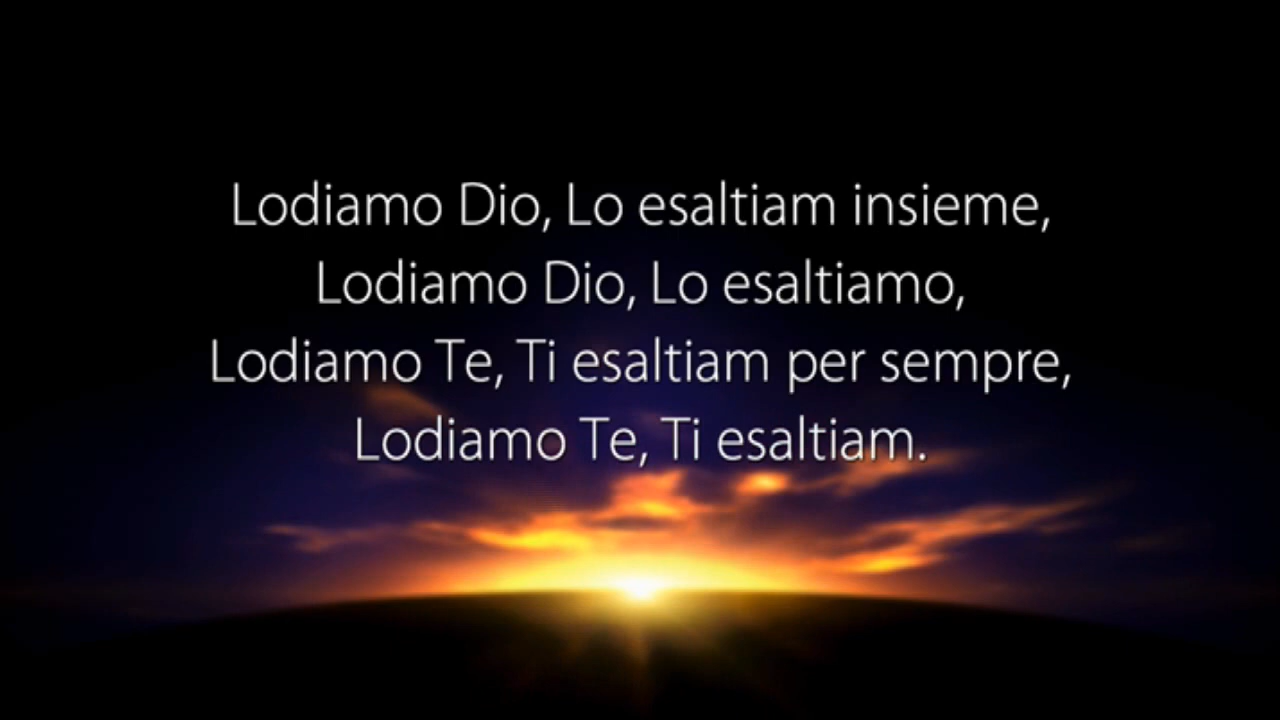 Lodiamo Dio, Lo esaltiam insieme,
Lodiamo Dio, Lo esaltiamo,
Lodiamo Te, Ti esaltiam per sempre,
Lodiamo Te, Ti esaltiam.